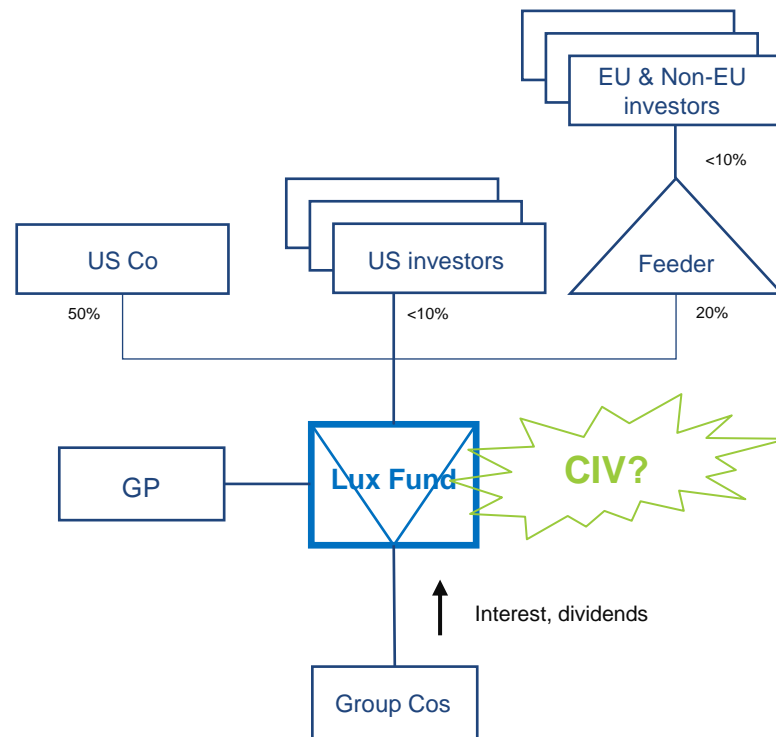 EU & Non-EU
investors
<10%
US Co
US investors
Feeder
50%
<10%
20%
GP
Lux Fund
CIV?
Interest, dividends
Group Cos